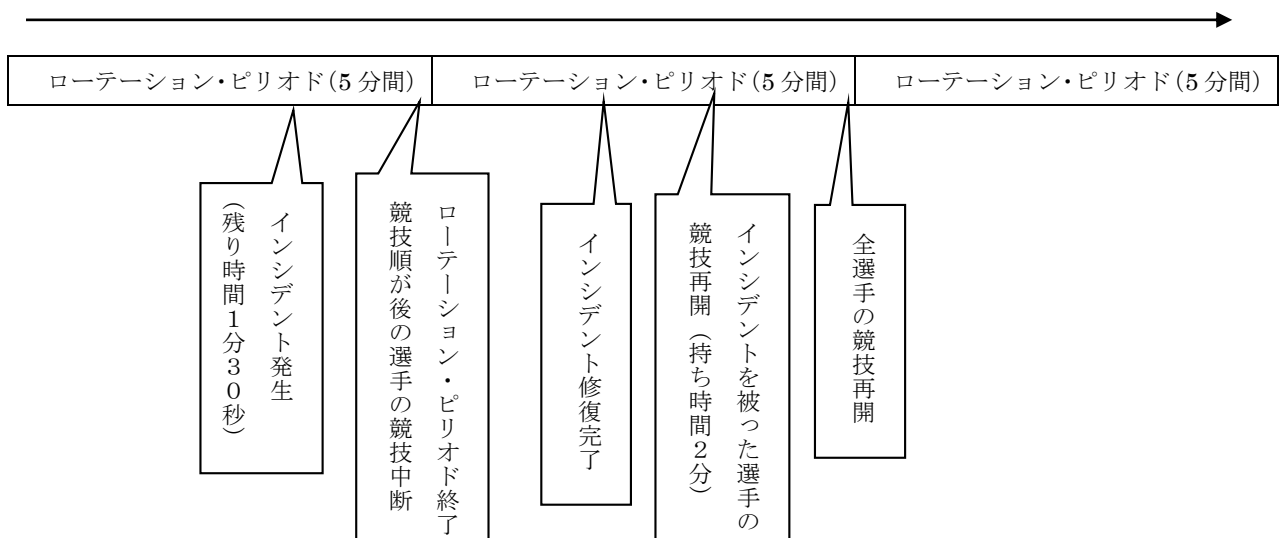 ローテーション・ピリオド(5分間)
ローテーション・ピリオド(5分間)
ローテーション・ピリオド(5分間)
インシデント発生
（残り時間１分３０秒）
ローテーション・ピリオド終了
競技順が後の選手の競技中断
インシデント修復完了
インシデントを被った選手の
競技再開（持ち時間２分）
全選手の競技再開